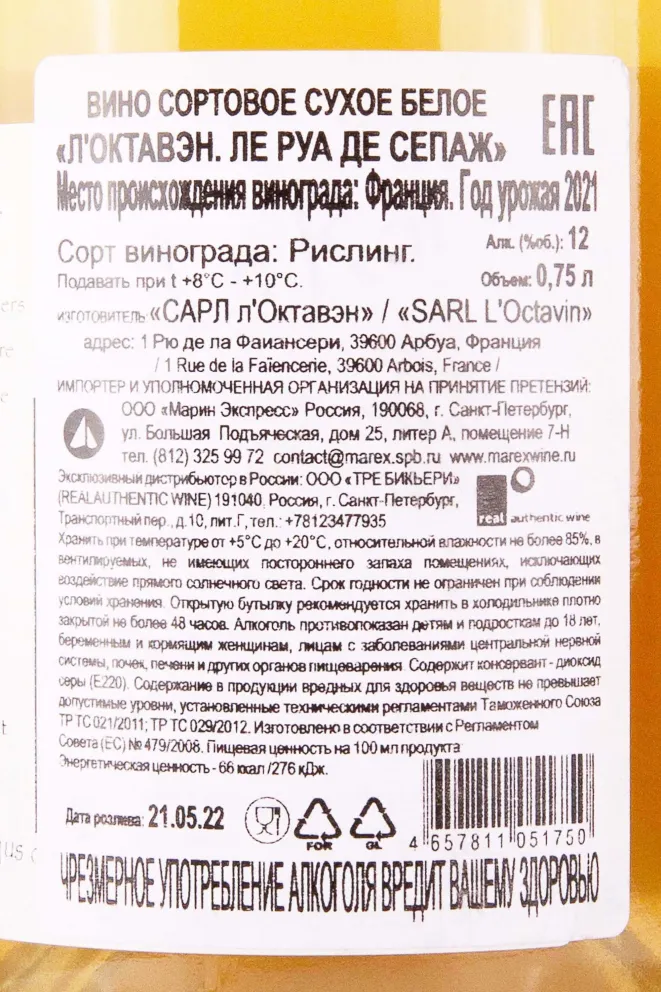 ВИНО СОРТОВОЕ СУХОЕ БЕЛОЕ
«Л'ОКТАВЭН. ЛЕ РУА ДЕ СЕПАЖ»
EAC
Место происхождения винограда: Франция. Год урожая 2021
Сорт винограда: Рислинг.
Алк. (%об.): 12
Подавать при t +8°С - +10°С.
Объем: 0,75 л
ИЗГОТОВИТЕЛЬ: «САРЛ л'Октавэн» / «SARL L'Octavin»
адрес: 1 Рю де ла Фаиансери, 39600 Арбуа, Франция
/ 1 Rue de la Faïencerie, 39600 Arbois, France /
ИМПОРТЕР И УПОЛНОМОЧЕННАЯ ОРГАНИЗАЦИЯ НА ПРИНЯТИЕ ПРЕТЕНЗИЙ:
ООО «Марин Экспресс» Россия, 190068, г. Санкт-Петербург,
ул. Большая Подъяческая, дом 25, литер А, помещение 7-Н
тел. (812) 325 99 72 contact@marex.spb.ru www.marexwine.ru
Эксклюзивный дистрибьютор в России: ООО «ТРЕ БИКЬЕРИ»
(REALAUTHENTIC WINE) 191040, Россия, г. Санкт-Петербург,
Транспортный пер., д.10, лит.Г, тел.: +78123477935
real authentic wine
Хранить при температуре от +5°С до +20°С, относительной влажности не более 85%, в
вентилируемых, не имеющих постороннего запаха помещениях, исключающих
воздействие прямого солнечного света. Срок годности не ограничен при соблюдении
условий хранения. Открытую бутылку рекомендуется хранить в холодильнике плотно
закрытой не более 48 часов. Алкоголь противопоказан детям и подросткам до 18 лет,
беременным и кормящим женщинам, лицам с заболеваниями центральной нервной
системы, почек, печени и других органов пищеварения. Содержит консервант - диоксид
серы (Е220). Содержание в продукции вредных для здоровья веществ не превышает
допустимые уровни, установленные техническими регламентами Таможенного Союза
ТР ТС 021/2011; ТР ТС 029/2012. Изготовлено в соответствии с Регламентом
Совета (ЕС) № 479/2008. Пищевая ценность на 100 мл продукта
Энергетическая ценность - 66 ккал /276 кДж.
Дата розлива: 21.05.22
FOR
GL
4 657811 051750
ЧРЕЗМЕРНОЕ УПОТРЕБЛЕНИЕ АЛКОГОЛЯ ВРЕДИТ ВАШЕМУ ЗДОРОВЬЮ